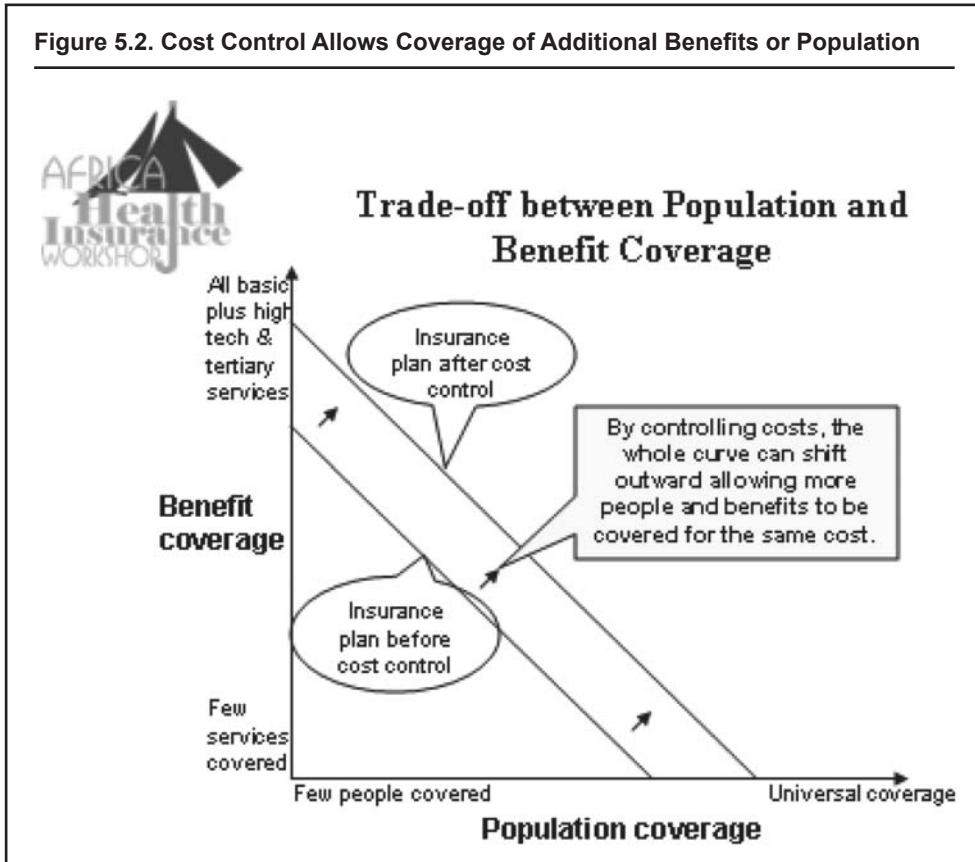 Figure 5.2. Cost Control Allows Coverage of Additional Benefits or Population
AFRICA
Health
Insurance
WORKSHOP
Trade-off between Population and
Benefit Coverage
All basic
plus high
tech &
tertiary
services
Insurance
plan after cost
control
By controlling costs, the
whole curve can shift
outward allowing more
people and benefits to be
covered for the same cost.
Benefit
coverage
Insurance
plan before
cost control
Few
services
covered
Few people covered
Universal coverage
Population coverage